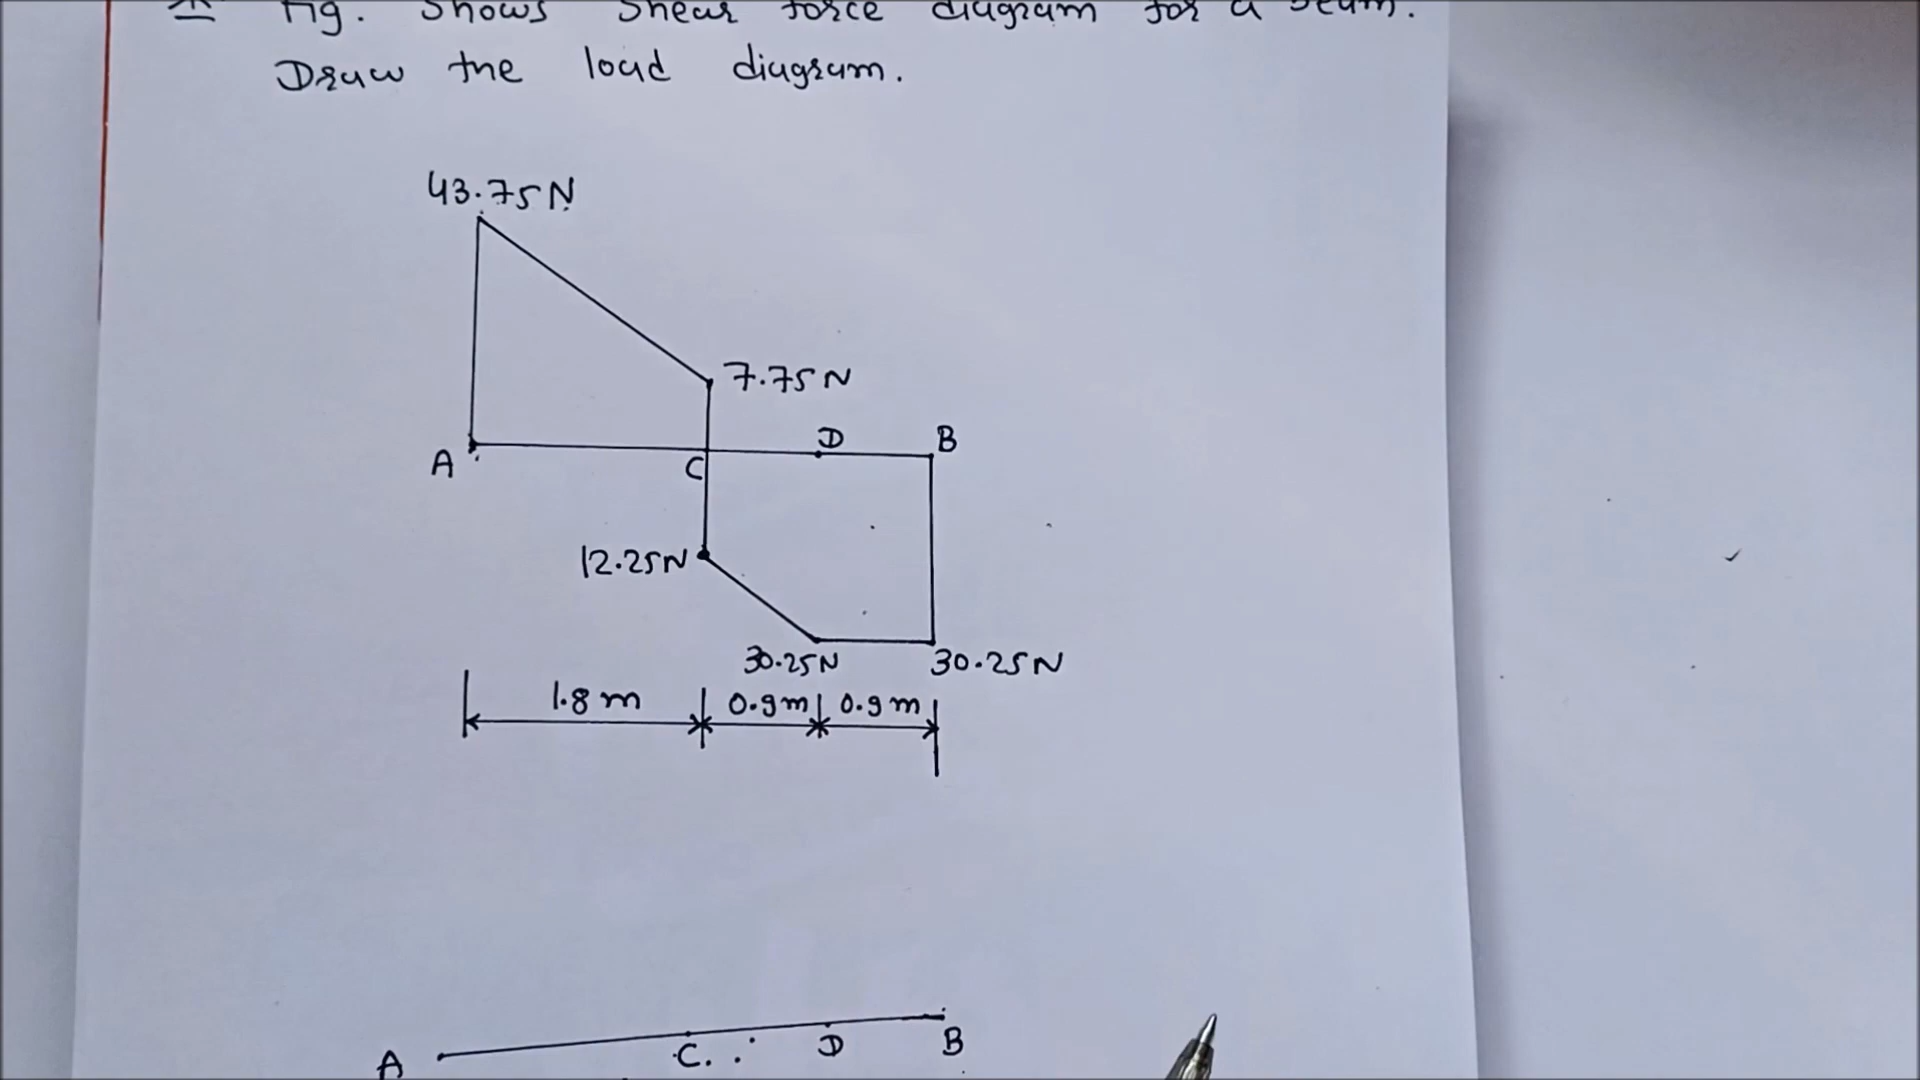 Fig. Shows Shear force diagram for a beam.
Draw the load diagram.
43.75N
7.75N
A C D B
12.25N
30.25N 30.25N
1.8m 0.9m 0.9m
A C D B